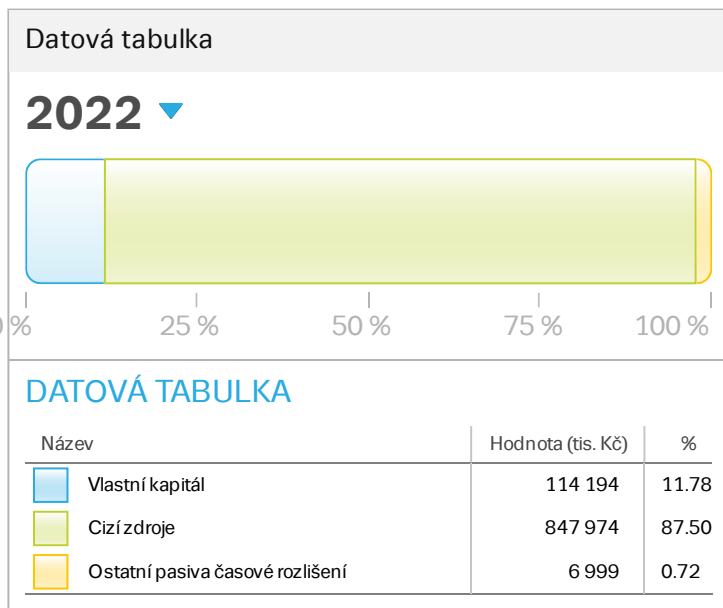 Datová tabulka
2022
0 % 25 % 50 % 75 % 100 %
DATOVÁ TABULKA
Název Hodnota (tis. Kč) %
Vlastní kapitál 114 194 11.78
Cizí zdroje 847 974 87.50
Ostatní pasiva časové rozlišení 6 999 0.72